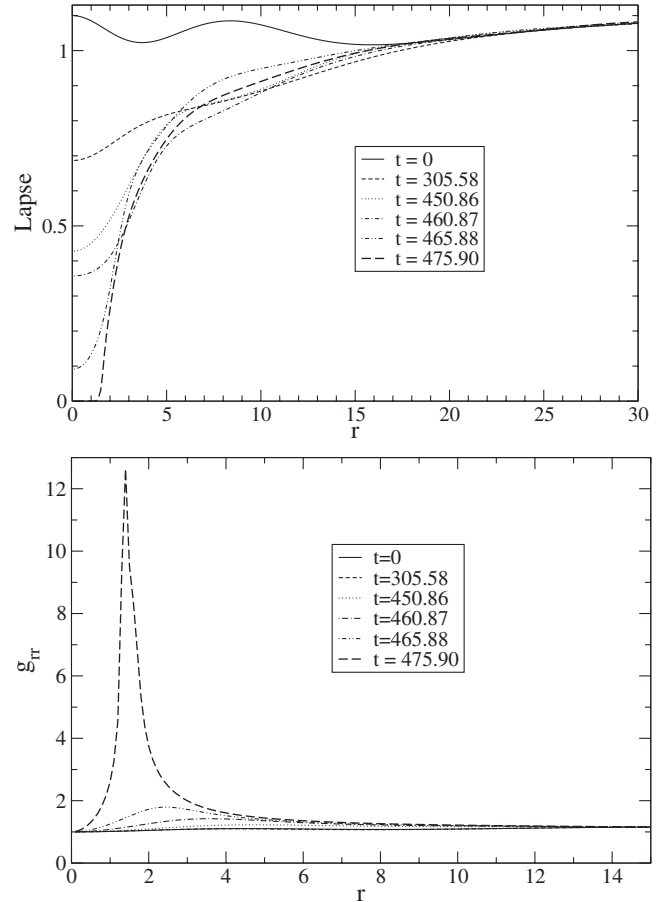 1
0.5
0
Lapse
t = 0
t = 305.58
t = 450.86
t = 460.87
t = 465.88
t = 475.90
0 5 10 15 20 25 30
r
12
10
8
6
4
2
0
g_rr
t=0
t=305.58
t=450.86
t=460.87
t=465.88
t = 475.90
0 2 4 6 8 10 12 14
r